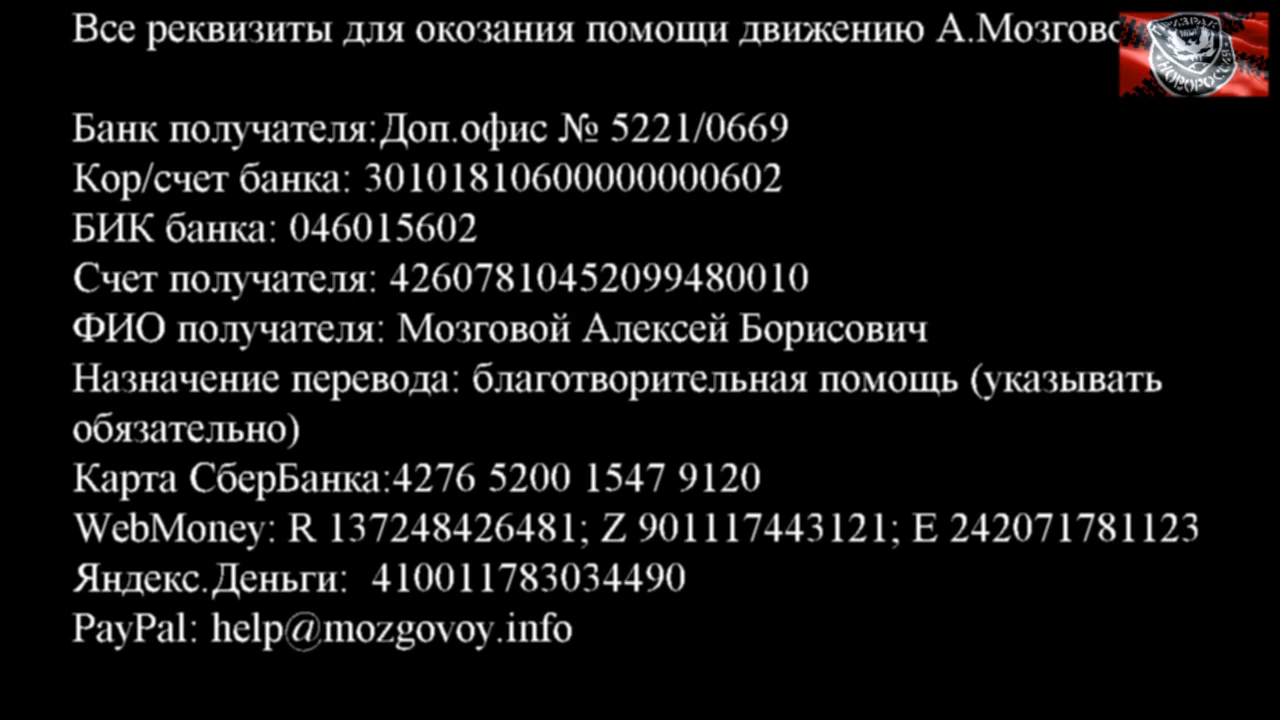 Все реквизиты для окозания помощи движению А.Мозгово
Банк получателя:Доп.офис № 5221/0669
Кор/счет банка: 30101810600000000602
БИК банка: 046015602
Счет получателя: 42607810452099480010
ФИО получателя: Мозговой Алексей Борисович
Назначение перевода: благотворительная помощь (указывать
обязательно)
Карта СберБанка:4276 5200 1547 9120
WebMoney: R 137248426481; Z 901117443121; E 242071781123
Яндекс.Деньги: 410011783034490
PayPal: help@mozgovoy.info
НОВОРОССИЯ